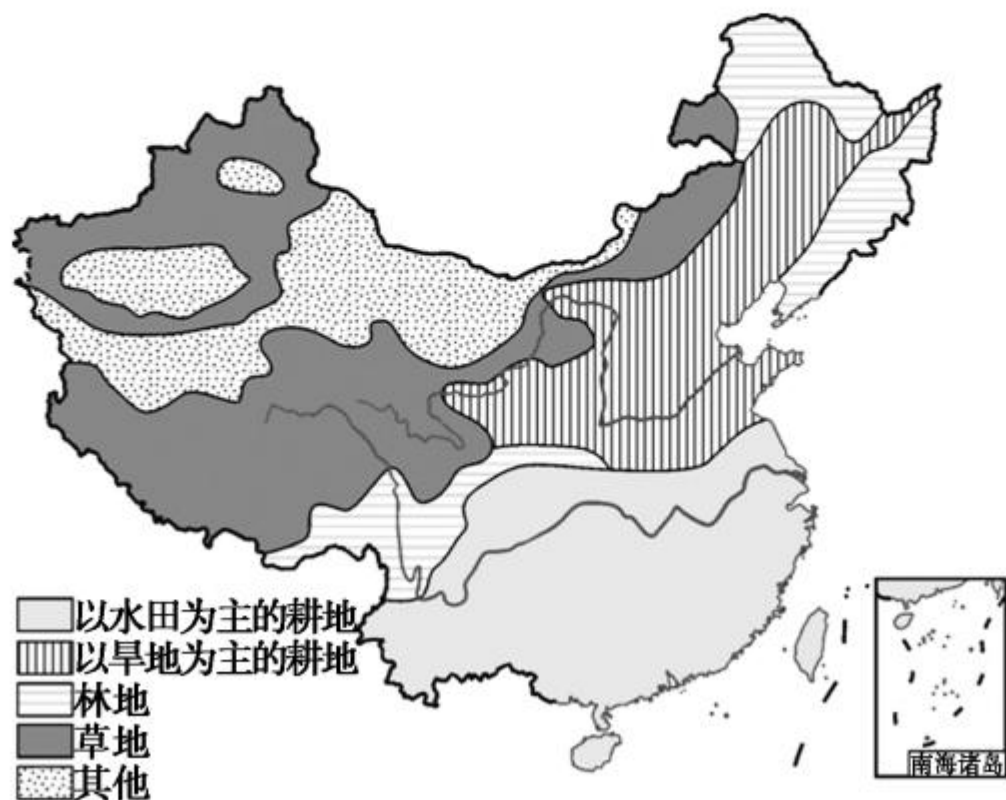 以水田为主的耕地
以旱地为主的耕地
林地
草地
其他
南海诸岛